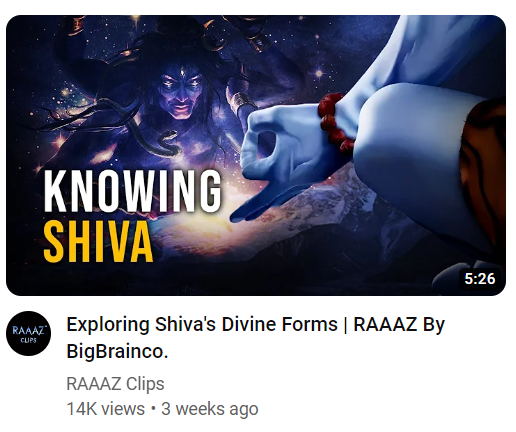 KNOWING
SHIVA
5:26
RAAAZ
CLIPS
Exploring Shiva's Divine Forms | RAAAZ By
BigBrainco.
RAAAZ Clips
14K views • 3 weeks ago